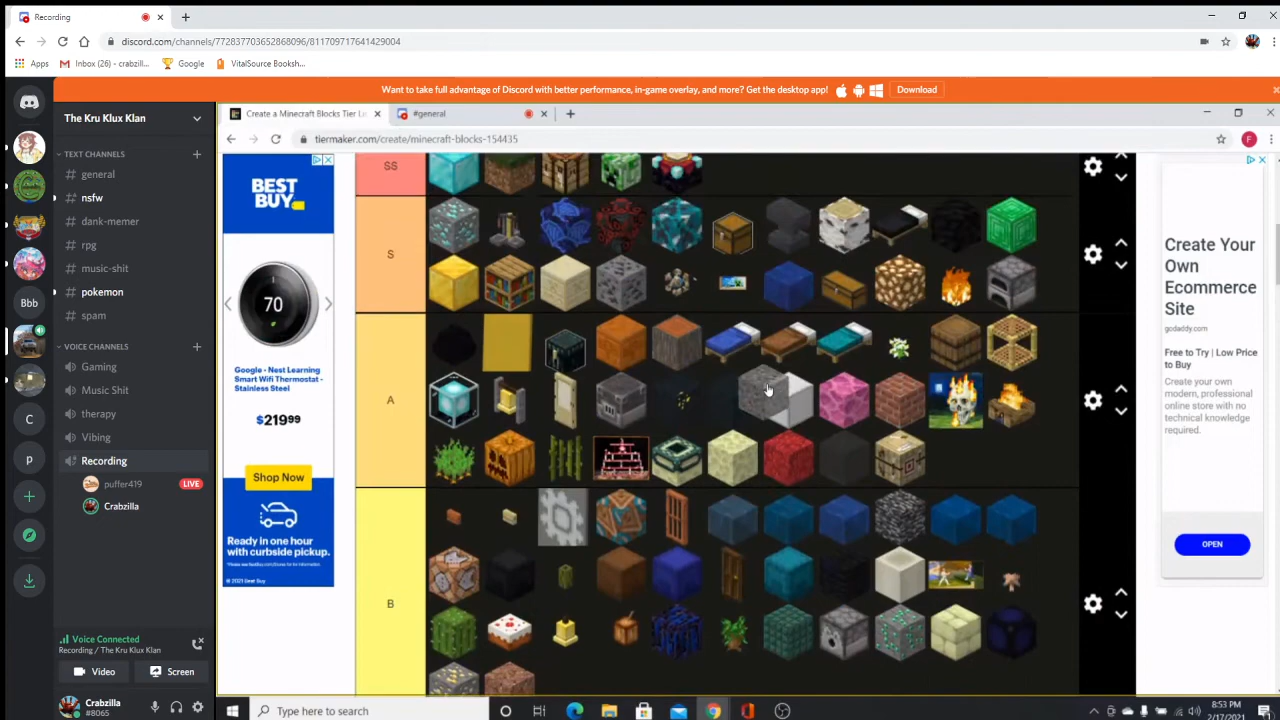 Recording
discord.com/channels/772837703652868096/811709717641429004
Apps
Inbox (26) - crabzill...
Google
VitalSource Booksh...
Want to take full advantage of Discord with better performance, in-game overlay, and more? Get the desktop app!
Download
The Kru Klux Klan
Create a Minecraft Blocks Tier Li
#general
tiermaker.com/create/minecraft-blocks-154435
TEXT CHANNELS
general
nsfw
dank-memer
rpg
music-shit
pokemon
spam
Bbb
VOICE CHANNELS
Gaming
Music Shit
therapy
C
Vibing
p
Recording
puffer419
LIVE
Crabzilla
Voice Connected
Recording / The Kru Klux Klan
Video
Screen
Crabzilla
#8065
BEST
BUY
70
Google - Nest Learning
Smart Wifi Thermostat -
Stainless Steel
$219.99
Shop Now
Ready in one hour
with curbside pickup.
© 2021 Best Buy
SS
S
A
B
F
Create Your
Own
Ecommerce
Site
godaddy.com
Free to Try | Low Price
to Buy
Create your own
modern, professional
online store with no
technical knowledge
required.
OPEN
Type here to search
8:53 PM
2/17/2021